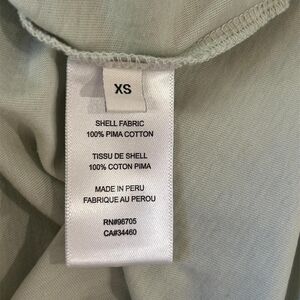 XS
SHELL FABRIC
100% PIMA COTTON
TISSU DE SHELL
100% COTON PIMA
MADE IN PERU
FABRIQUE AU PEROU
RN#96705
CA#34460